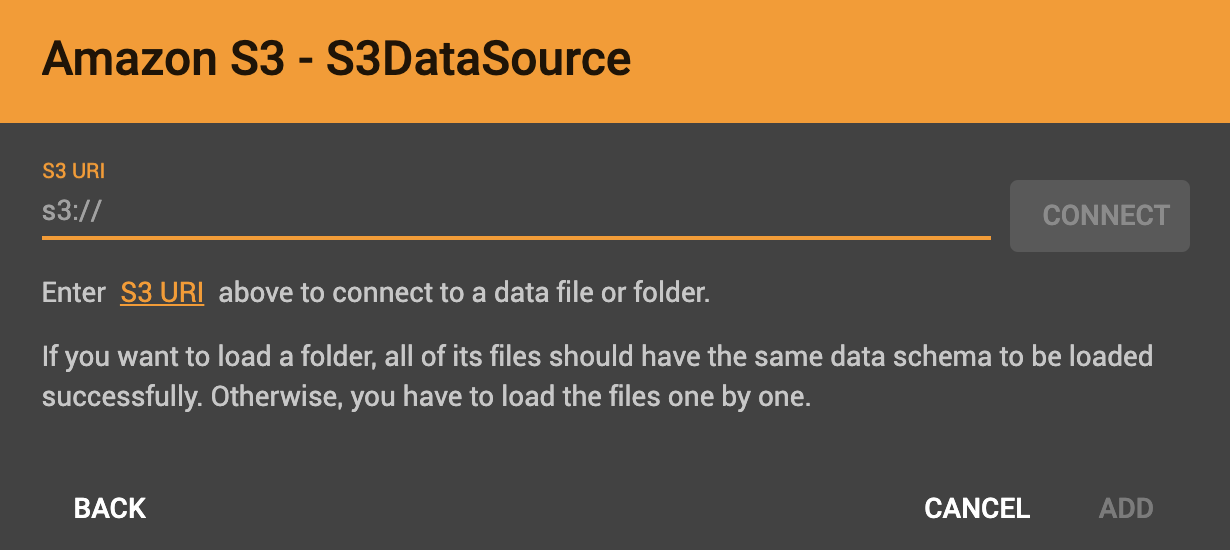 Amazon S3 - S3DataSource
S3 URI
s3://
CONNECT
Enter S3 URI above to connect to a data file or folder.
If you want to load a folder, all of its files should have the same data schema to be loaded
successfully. Otherwise, you have to load the files one by one.
BACK CANCEL ADD